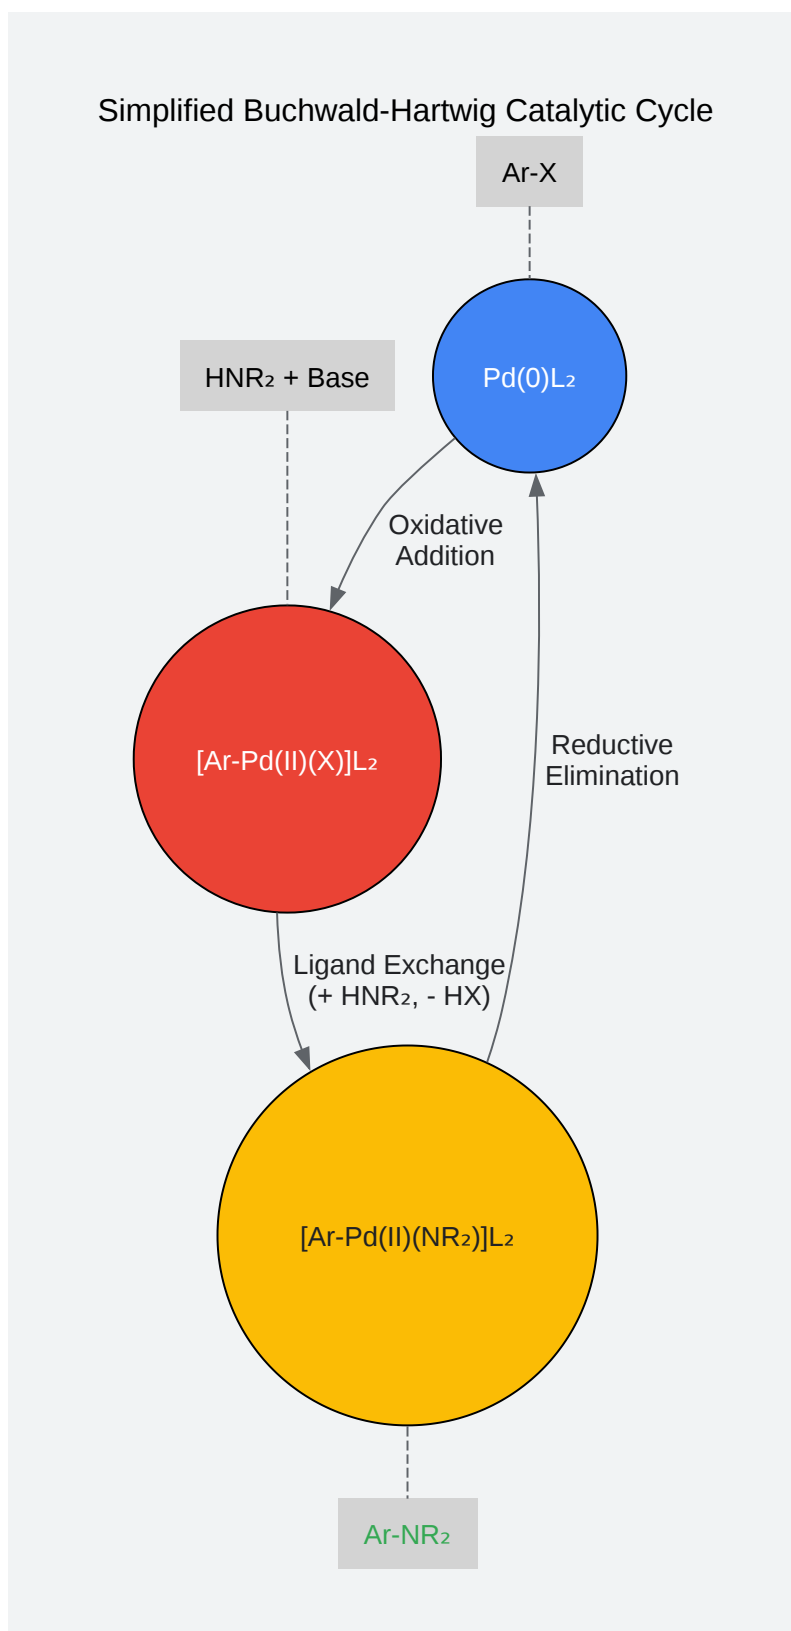 Simplified Buchwald-Hartwig Catalytic Cycle
Ar-X
HNR₂ + Base
Pd(0)L₂
Oxidative
Addition
[Ar-Pd(II)(X)]L₂
Reductive
Elimination
Ligand Exchange
(+ HNR₂, - HX)
[Ar-Pd(II)(NR₂)]L₂
Ar-NR₂